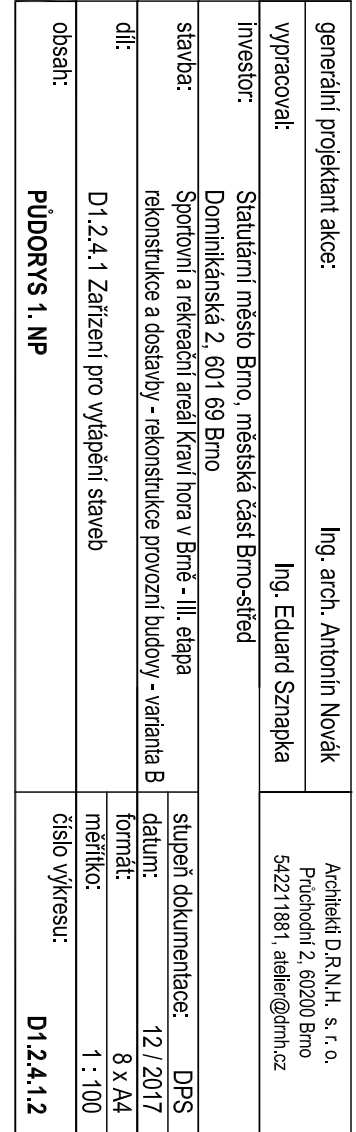 generální projektant akce: Ing. arch. Antonín Novák
vypracoval: Ing. Eduard Sznapka
Architekti D.R.N.H. s. r. o.
Průchodní 2, 60200 Brno
542211881, atelier@drnh.cz
investor: Statutární město Brno, městská část Brno-střed
Dominikánská 2, 601 69 Brno
stavba: Sportovní a rekreační areál Kraví hora v Brně - III. etapa
rekonstrukce a dostavby - rekonstrukce provozní budovy - varianta B
díl: D1.2.4.1 Zařízení pro vytápění staveb
obsah: PŮDORYS 1. NP
stupeň dokumentace: DPS
datum: 12 / 2017
formát: 8 x A4
měřítko: 1 : 100
číslo výkresu: D1.2.4.1.2